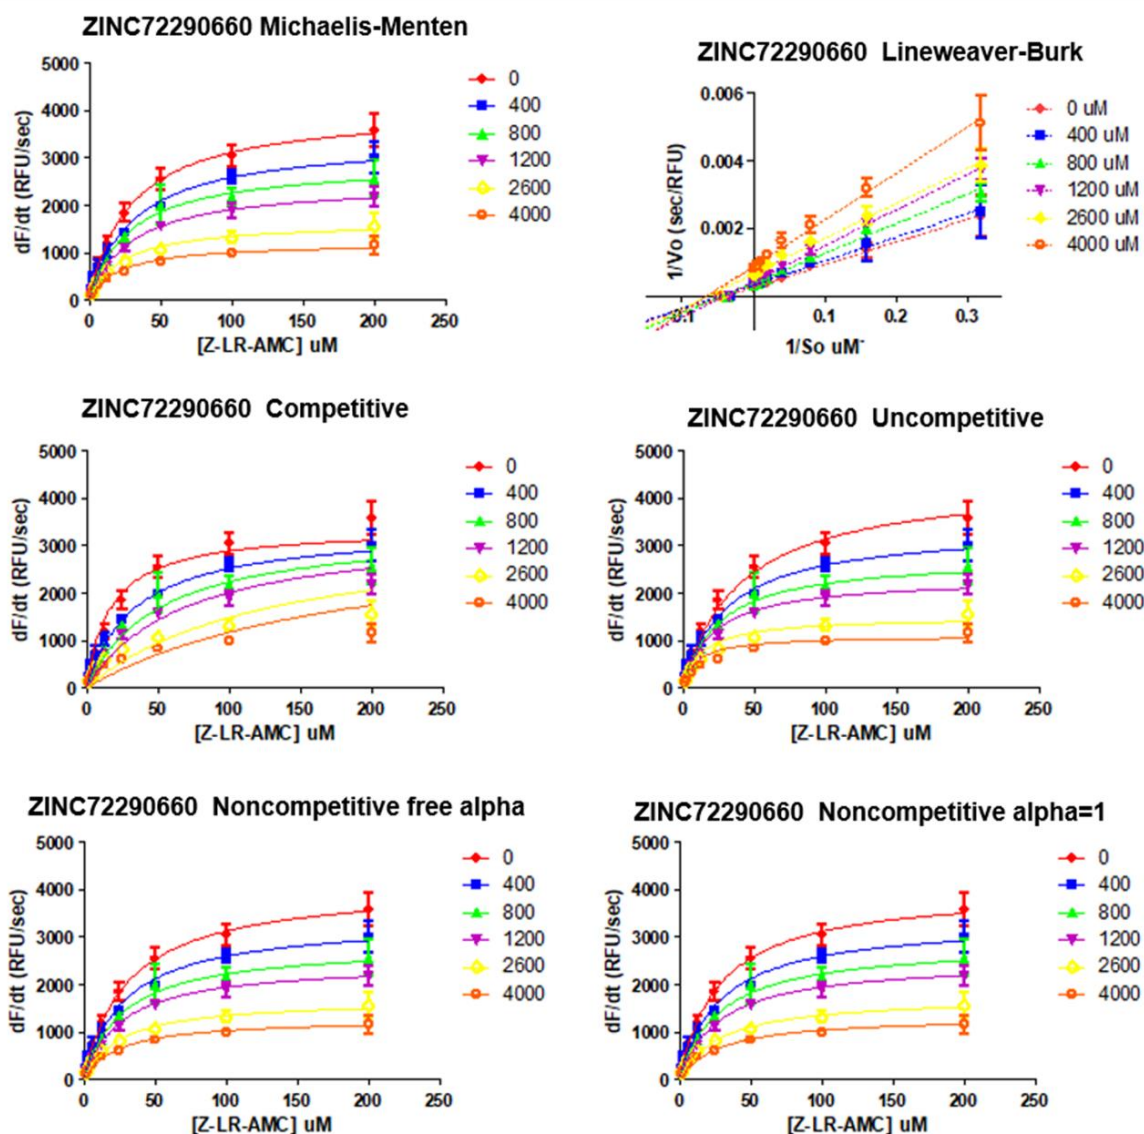 ZINC72290660 Michaelis-Menten
5000
4000
3000
2000
1000
0
dF/dt (RFU/sec)
0 50 100 150 200 250
[Z-LR-AMC] uM
0
400
800
1200
2600
4000
ZINC72290660 Lineweaver-Burk
0.006
0.004
0.002
1/Vo (sec/RFU)
0.1 0.1 0.2 0.3
1/So uM-
0 uM
400 uM
800 uM
1200 uM
2600 uM
4000 uM
ZINC72290660 Competitive
5000
4000
3000
2000
1000
0
dF/dt (RFU/sec)
0 50 100 150 200 250
[Z-LR-AMC] uM
0
400
800
1200
2600
4000
ZINC72290660 Uncompetitive
5000
4000
3000
2000
1000
0
dF/dt (RFU/sec)
0 50 100 150 200 250
[Z-LR-AMC] uM
0
400
800
1200
2600
4000
ZINC72290660 Noncompetitive free alpha
5000
4000
3000
2000
1000
0
dF/dt (RFU/sec)
0 50 100 150 200 250
[Z-LR-AMC] uM
0
400
800
1200
2600
4000
ZINC72290660 Noncompetitive alpha=1
5000
4000
3000
2000
1000
0
dF/dt (RFU/sec)
0 50 100 150 200 250
[Z-LR-AMC] uM
0
400
800
1200
2600
4000